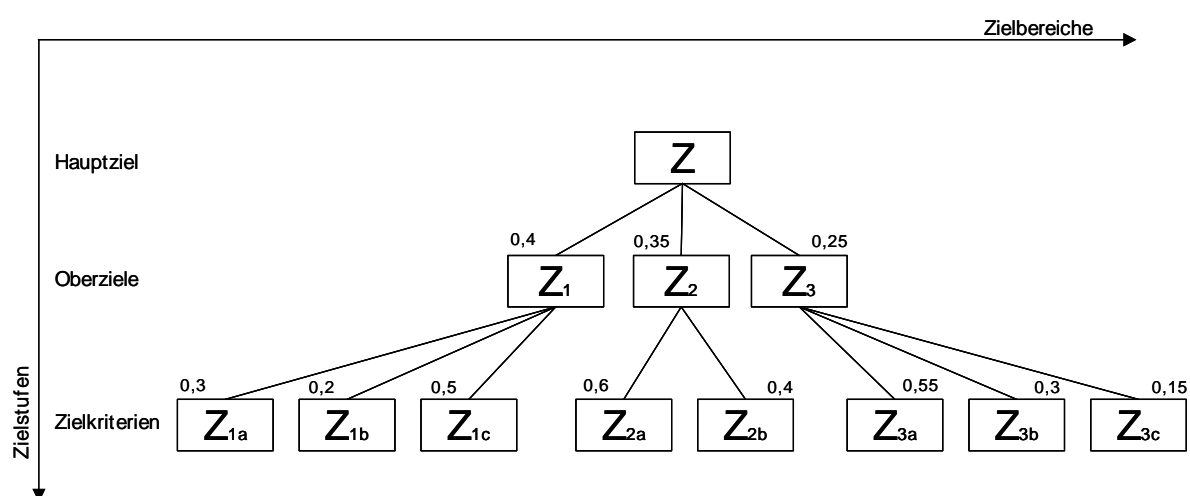 Zielbereiche
Hauptziel
Z
0,4 0,35 0,25
Oberziele
Z1 Z2 Z3
0,3 0,2 0,5 0,6 0,4 0,55 0,3 0,15
Zielkriterien
Z1a Z1b Z1c Z2a Z2b Z3a Z3b Z3c
Zielstufen